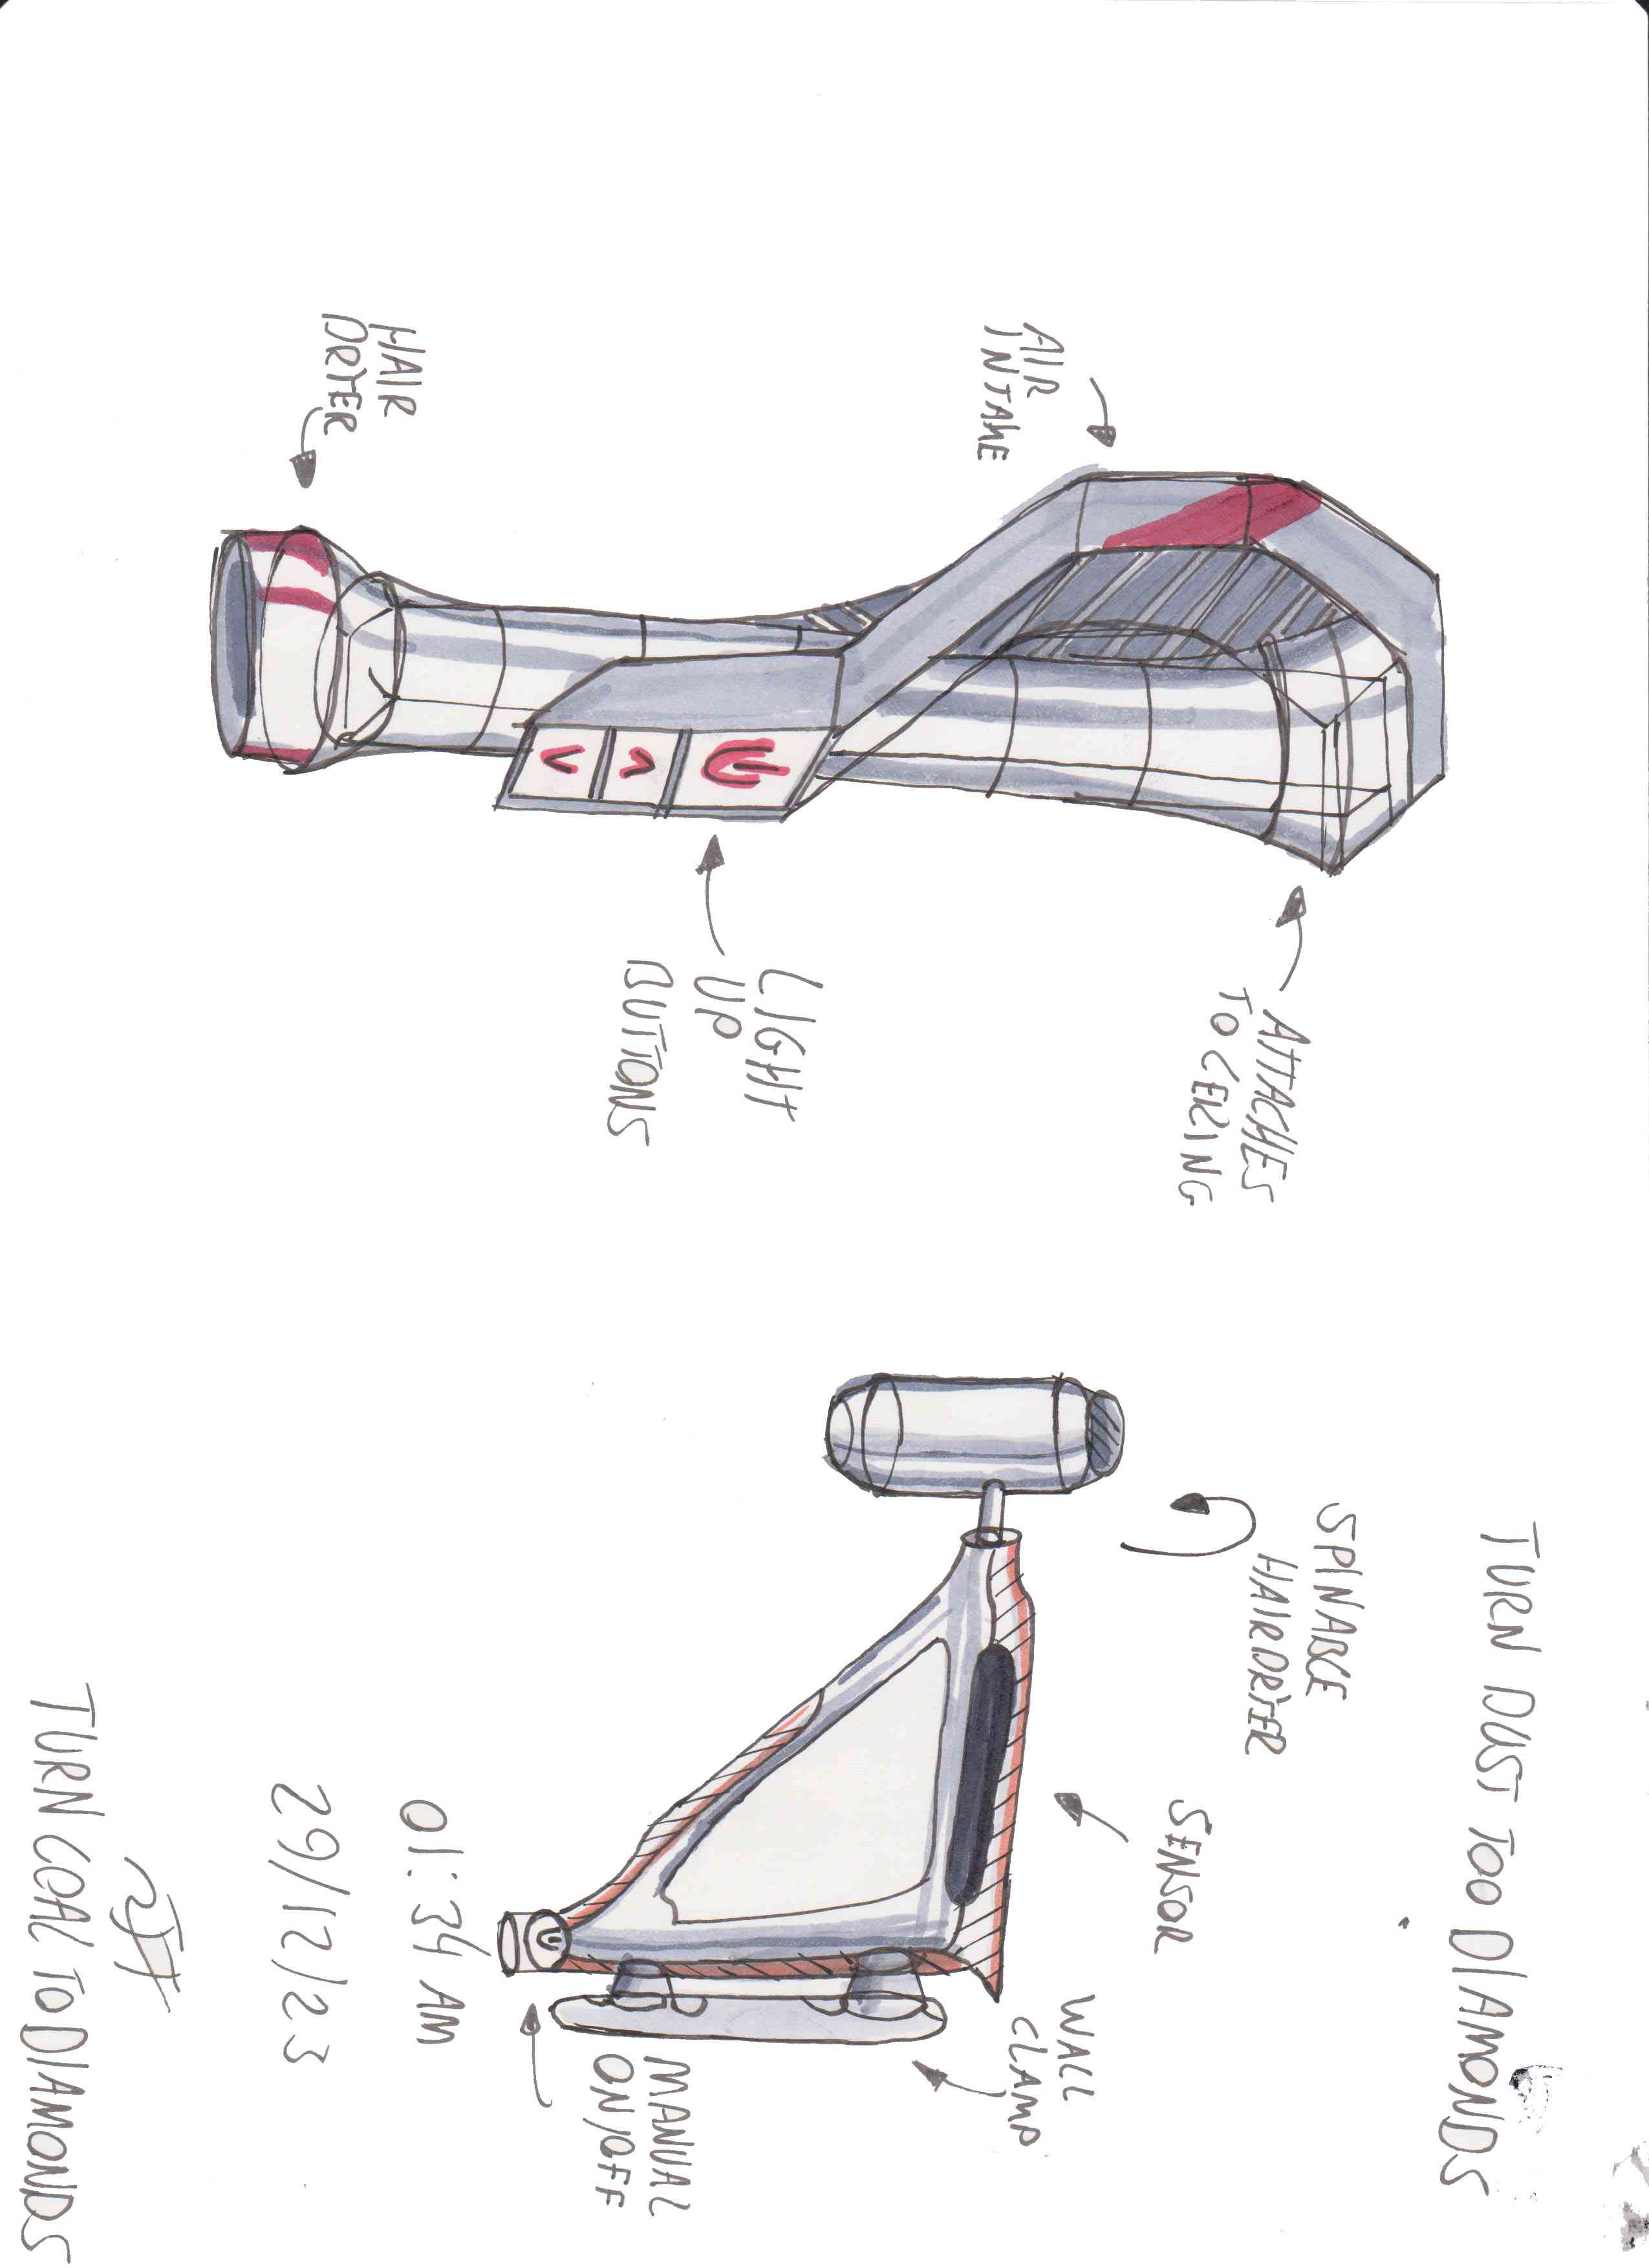 AIR
INTAKE
ATTACHES
TO CEILING
LIGHT
UP
BUTTONS
HAIR
DRYER
TURN DUST TOO DIAMONDS
SPINABLE
HAIRDRYER
SENSOR
WALL
CLAMP
MANUAL
ON/OFF
01:34 AM
29/12/23
TURN COAL TO DIAMONDS